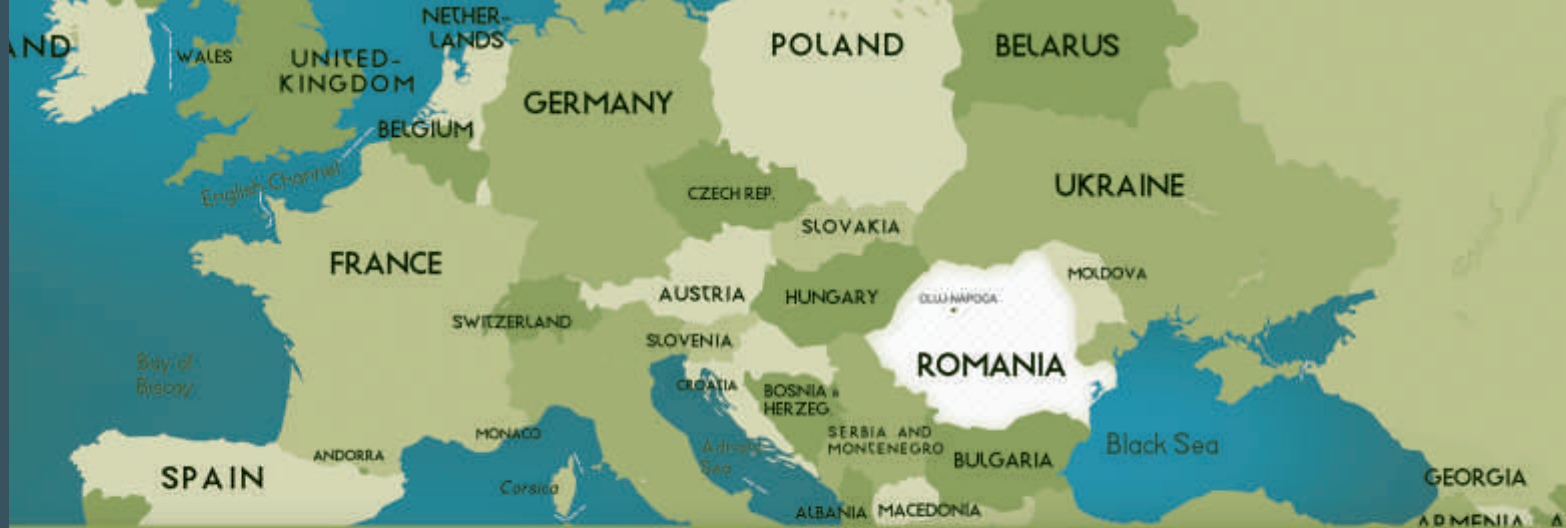 AND
WALES
UNITED-
KINGDOM
NETHER-
LANDS
BELGIUM
English Channel
GERMANY
POLAND
BELARUS
CZECH REP.
UKRAINE
SLOVAKIA
FRANCE
AUSTRIA
HUNGARY
CLUJ-NAPOCA
MOLDOVA
SWITZERLAND
SLOVENIA
ROMANIA
Bay of
Biscay
CROATIA
BOSNIA &
HERZEG.
SERBIA AND
MONTENEGRO
MONACO
ANDORRA
SPAIN
Corsica
Adriatic
Sea
BULGARIA
Black Sea
GEORGIA
ALBANIA
MACEDONIA
ARMENIA